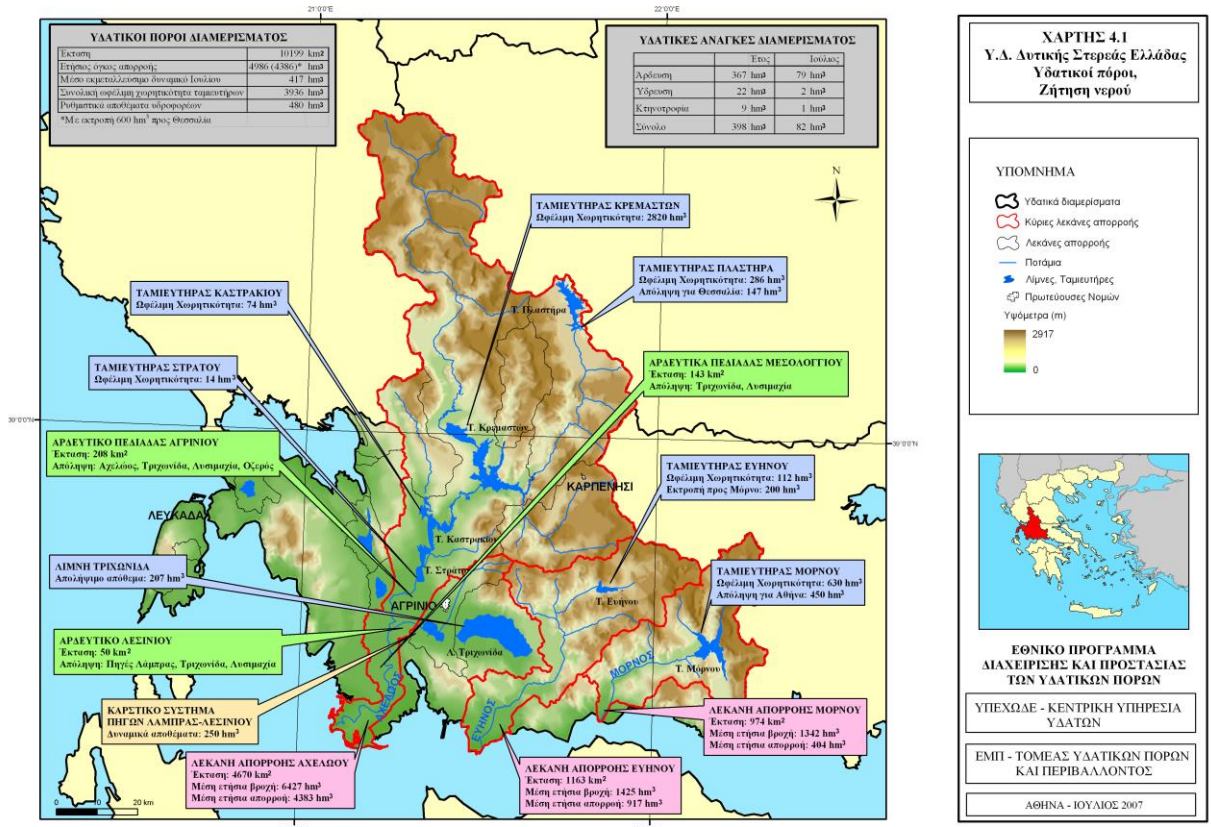 21°0'0"E
22°0'0"E
ΥΔΑΤΙΚΟΙ ΠΟΡΟΙ ΔΙΑΜΕΡΙΣΜΑΤΟΣ
Έκταση 10199 km²
Ετήσιος όγκος απορροής 4986 (4386)* hm³
Μέσο εκμεταλλεύσιμο δυναμικό Ιουλίου 417 hm³
Συνολική ωφέλιμη χωρητικότητα ταμιευτήρων 3936 hm³
Ρυθμιστικά αποθέματα υδροφορέων 480 hm³
*Με εκτροπή 600 hm³ προς Θεσσαλία
ΥΔΑΤΙΚΕΣ ΑΝΑΓΚΕΣ ΔΙΑΜΕΡΙΣΜΑΤΟΣ
Έτος Ιούλιος
Άρδευση 367 hm³ 79 hm³
Ύδρευση 22 hm³ 2 hm³
Κτηνοτροφία 9 hm³ 1 hm³
Σύνολο 398 hm³ 82 hm³
N
ΤΑΜΙΕΥΤΗΡΑΣ ΚΡΕΜΑΣΤΩΝ
Ωφέλιμη Χωρητικότητα: 2820 hm³
ΤΑΜΙΕΥΤΗΡΑΣ ΠΛΑΣΤΗΡΑ
Ωφέλιμη Χωρητικότητα: 286 hm³
Απόληψη για Θεσσαλία: 147 hm³
ΤΑΜΙΕΥΤΗΡΑΣ ΚΑΣΤΡΑΚΙΟΥ
Ωφέλιμη Χωρητικότητα: 74 hm³
Τ. Πλαστήρα
ΤΑΜΙΕΥΤΗΡΑΣ ΣΤΡΑΤΟΥ
Ωφέλιμη Χωρητικότητα: 14 hm³
ΑΡΔΕΥΤΙΚΑ ΠΕΔΙΑΔΑΣ ΜΕΣΟΛΟΓΓΙΟΥ
Έκταση: 143 km²
Απόληψη: Τριχωνίδα, Λυσιμαχία
39°0'0"N
39°0'0"N
Τ. Κρεμαστών
ΑΡΔΕΥΤΙΚΟ ΠΕΔΙΑΔΑΣ ΑΓΡΙΝΙΟΥ
Έκταση: 208 km²
Απόληψη: Αχελώος, Τριχωνίδα, Λυσιμαχία, Οζερός
ΤΑΜΙΕΥΤΗΡΑΣ ΕΥΗΝΟΥ
Ωφέλιμη Χωρητικότητα: 112 hm³
Εκτροπή προς Μόρνο: 200 hm³
ΚΑΡΠΕΝΗΣΙ
ΛΕΥΚΑΔΑ
Τ. Καστρακίου
Τ. Στράτου
ΛΙΜΝΗ ΤΡΙΧΩΝΙΔΑ
Απολήψιμο απόθεμα: 207 hm³
ΤΑΜΙΕΥΤΗΡΑΣ ΜΟΡΝΟΥ
Ωφέλιμη Χωρητικότητα: 630 hm³
Απόληψη για Αθήνα: 450 hm³
Τ. Ευήνου
ΑΓΡΙΝΙΟ
ΑΡΔΕΥΤΙΚΟ ΛΕΣΙΝΙΟΥ
Έκταση: 50 km²
Απόληψη: Πηγές Λάμπρας, Τριχωνίδα, Λυσιμαχία
Λ. Τριχωνίδα
ΜΟΡΝΟΣ
Τ. Μόρνου
ΑΧΕΛΩΟΣ
ΕΥΗΝΟΣ
ΚΑΡΣΤΙΚΟ ΣΥΣΤΗΜΑ
ΠΗΓΩΝ ΛΑΜΠΡΑΣ-ΛΕΣΙΝΙΟΥ
Δυναμικά αποθέματα: 250 hm³
ΛΕΚΑΝΗ ΑΠΟΡΡΟΗΣ ΜΟΡΝΟΥ
Έκταση: 974 km²
Μέση ετήσια βροχή: 1342 hm³
Μέση ετήσια απορροή: 404 hm³
ΛΕΚΑΝΗ ΑΠΟΡΡΟΗΣ ΑΧΕΛΩΟΥ
Έκταση: 4670 km²
Μέση ετήσια βροχή: 6427 hm³
Μέση ετήσια απορροή: 4383 hm³
ΛΕΚΑΝΗ ΑΠΟΡΡΟΗΣ ΕΥΗΝΟΥ
Έκταση: 1163 km²
Μέση ετήσια βροχή: 1425 hm³
Μέση ετήσια απορροή: 917 hm³
0 10 20 km
ΧΑΡΤΗΣ 4.1
Υ.Δ. Δυτικής Στερεάς Ελλάδας
Υδατικοί πόροι,
Ζήτηση νερού
ΥΠΟΜΝΗΜΑ
Υδατικά διαμερίσματα
Κύριες λεκάνες απορροής
Λεκάνες απορροής
Ποτάμια
Λίμνες, Ταμιευτήρες
Πρωτεύουσες Νομών
Υψόμετρα (m)
2917
0
ΕΘΝΙΚΟ ΠΡΟΓΡΑΜΜΑ
ΔΙΑΧΕΙΡΙΣΗΣ ΚΑΙ ΠΡΟΣΤΑΣΙΑΣ
ΤΩΝ ΥΔΑΤΙΚΩΝ ΠΟΡΩΝ
ΥΠΕΧΩΔΕ - ΚΕΝΤΡΙΚΗ ΥΠΗΡΕΣΙΑ
ΥΔΑΤΩΝ
ΕΜΠ - ΤΟΜΕΑΣ ΥΔΑΤΙΚΩΝ ΠΟΡΩΝ
ΚΑΙ ΠΕΡΙΒΑΛΛΟΝΤΟΣ
ΑΘΗΝΑ - ΙΟΥΛΙΟΣ 2007